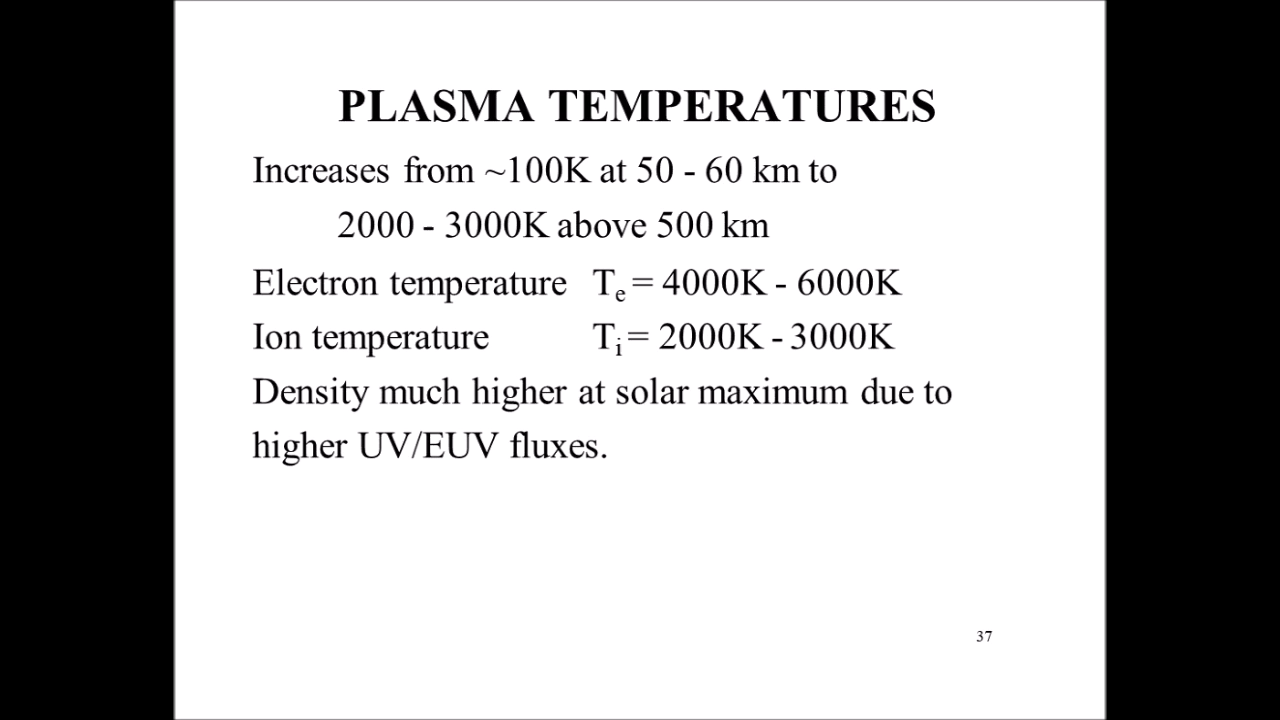 PLASMA TEMPERATURES
Increases from ~100K at 50 - 60 km to
2000 - 3000K above 500 km
Electron temperature Te = 4000K - 6000K
Ion temperature Ti = 2000K - 3000K
Density much higher at solar maximum due to
higher UV/EUV fluxes.
37